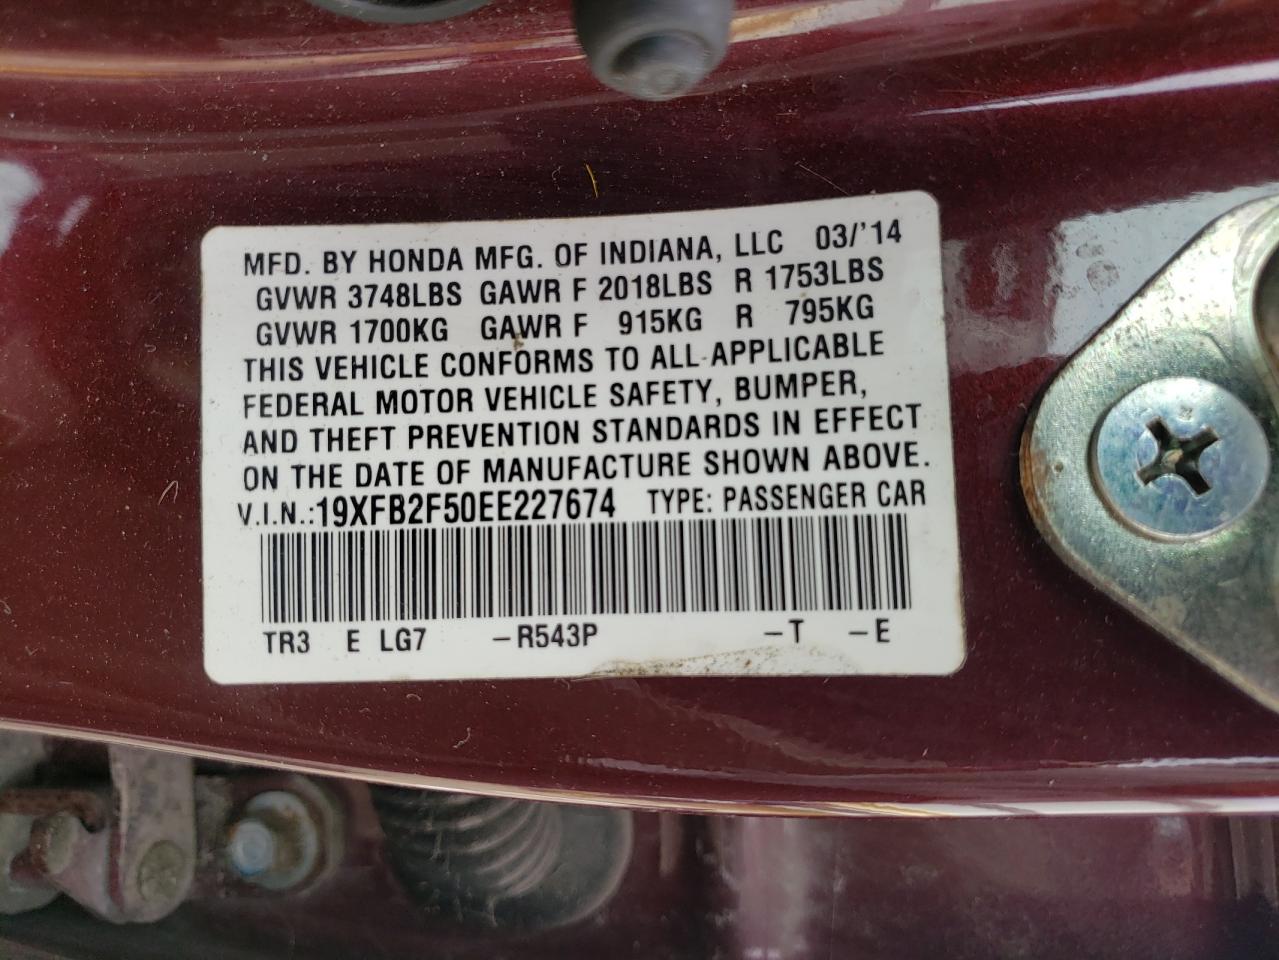 MFD. BY HONDA MFG. OF INDIANA, LLC 03/'14
GVWR 3748LBS GAWR F 2018LBS R 1753LBS
GVWR 1700KG GAWR F 915KG R 795KG
THIS VEHICLE CONFORMS TO ALL APPLICABLE
FEDERAL MOTOR VEHICLE SAFETY, BUMPER,
AND THEFT PREVENTION STANDARDS IN EFFECT
ON THE DATE OF MANUFACTURE SHOWN ABOVE.
V.I.N.:19XFB2F50EE227674 TYPE: PASSENGER CAR
TR3 E LG7 -R543P -T -E